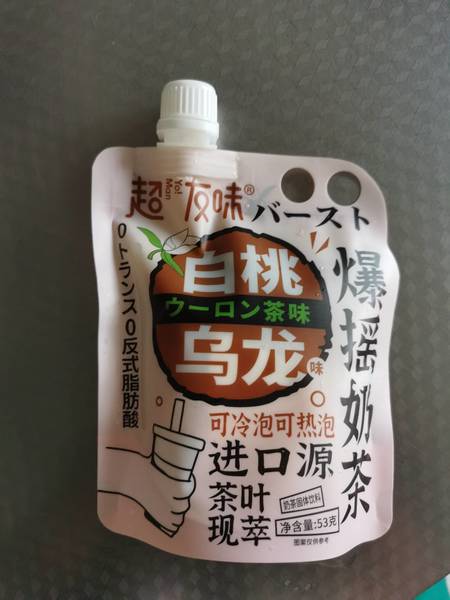 超友味®
Yo!
Man
バースト
爆摇奶茶
0トランス0反式脂肪酸
白桃
ウーロン茶味
乌龙味
可冷泡可热泡
进口源
茶叶
现萃
奶茶固体饮料
净含量:53克
图案仅供参考